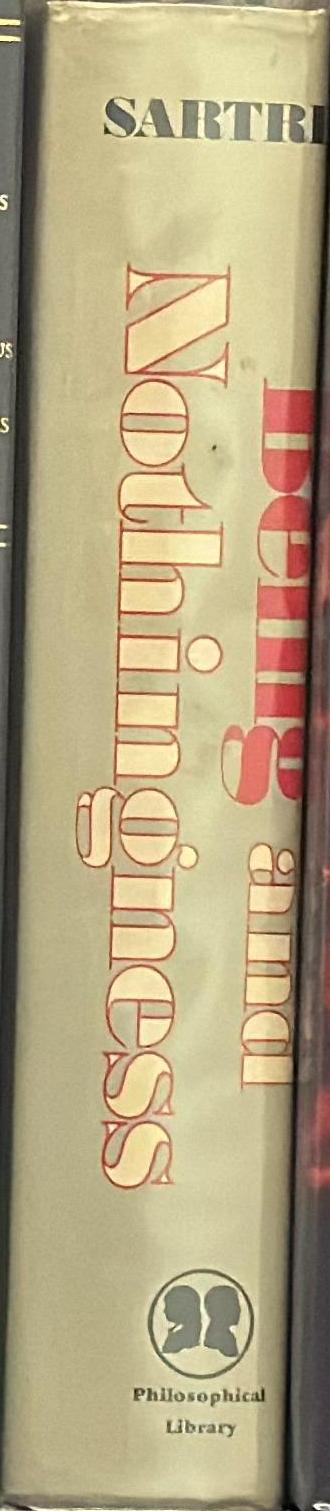 SARTRE
Being and
Nothingness
Philosophical
Library